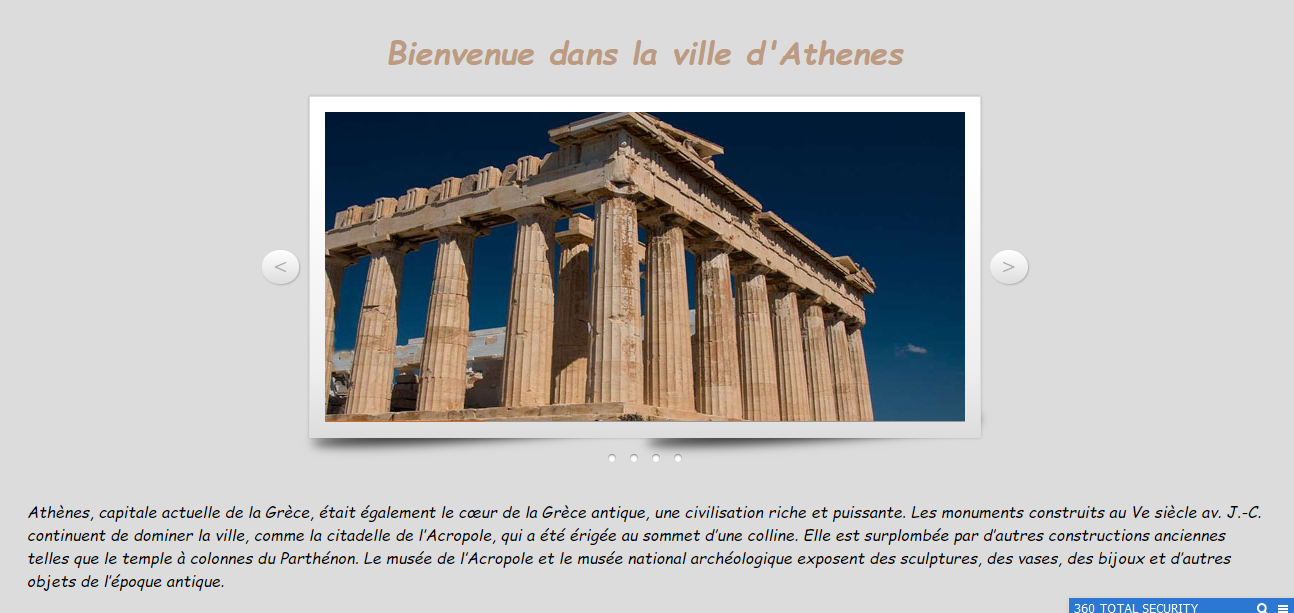 Bienvenue dans la ville d'Athenes
< >
Athènes, capitale actuelle de la Grèce, était également le cœur de la Grèce antique, une civilisation riche et puissante. Les monuments construits au Ve siècle av. J.-C.
continuent de dominer la ville, comme la citadelle de l'Acropole, qui a été érigée au sommet d'une colline. Elle est surplombée par d'autres constructions anciennes
telles que le temple à colonnes du Parthénon. Le musée de l'Acropole et le musée national archéologique exposent des sculptures, des vases, des bijoux et d'autres
objets de l'époque antique.
360 TOTAL SECURITY